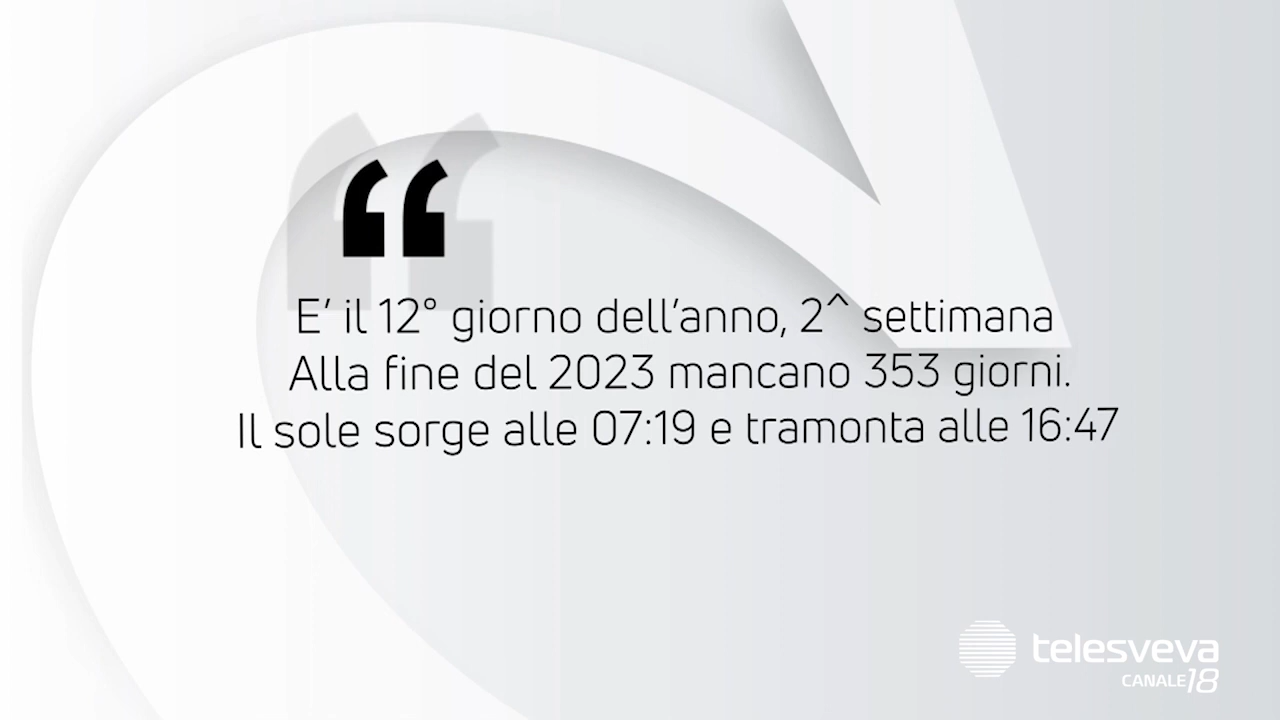 “
E’ il 12° giorno dell’anno, 2^ settimana
Alla fine del 2023 mancano 353 giorni.
Il sole sorge alle 07:19 e tramonta alle 16:47
telesveva
CANALE 18